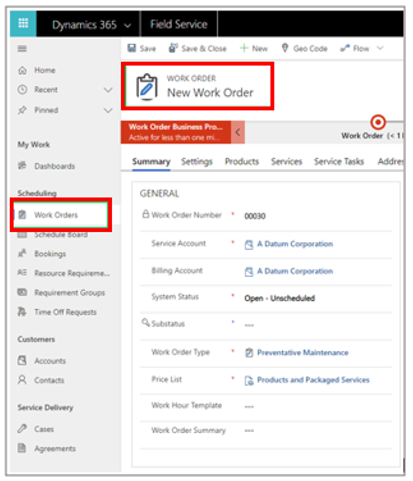 Dynamics 365
Field Service
Save
Save & Close
New
Geo Code
Flow
Home
Recent
Pinned
My Work
Dashboards
Scheduling
Work Orders
Schedule Board
Bookings
Resource Requireme...
Requirement Groups
Time Off Requests
Customers
Accounts
Contacts
Service Delivery
Cases
Agreements
WORK ORDER
New Work Order
Work Order Business Pro...
Active for less than one mi...
Work Order (< 1
Summary Settings Products Services Service Tasks Addre
GENERAL
Work Order Number * 00030
Service Account * A Datum Corporation
Billing Account A Datum Corporation
System Status * Open - Unscheduled
Substatus * ---
Work Order Type * Preventative Maintenance
Price List * Products and Packaged Services
Work Hour Template ---
Work Order Summary ---